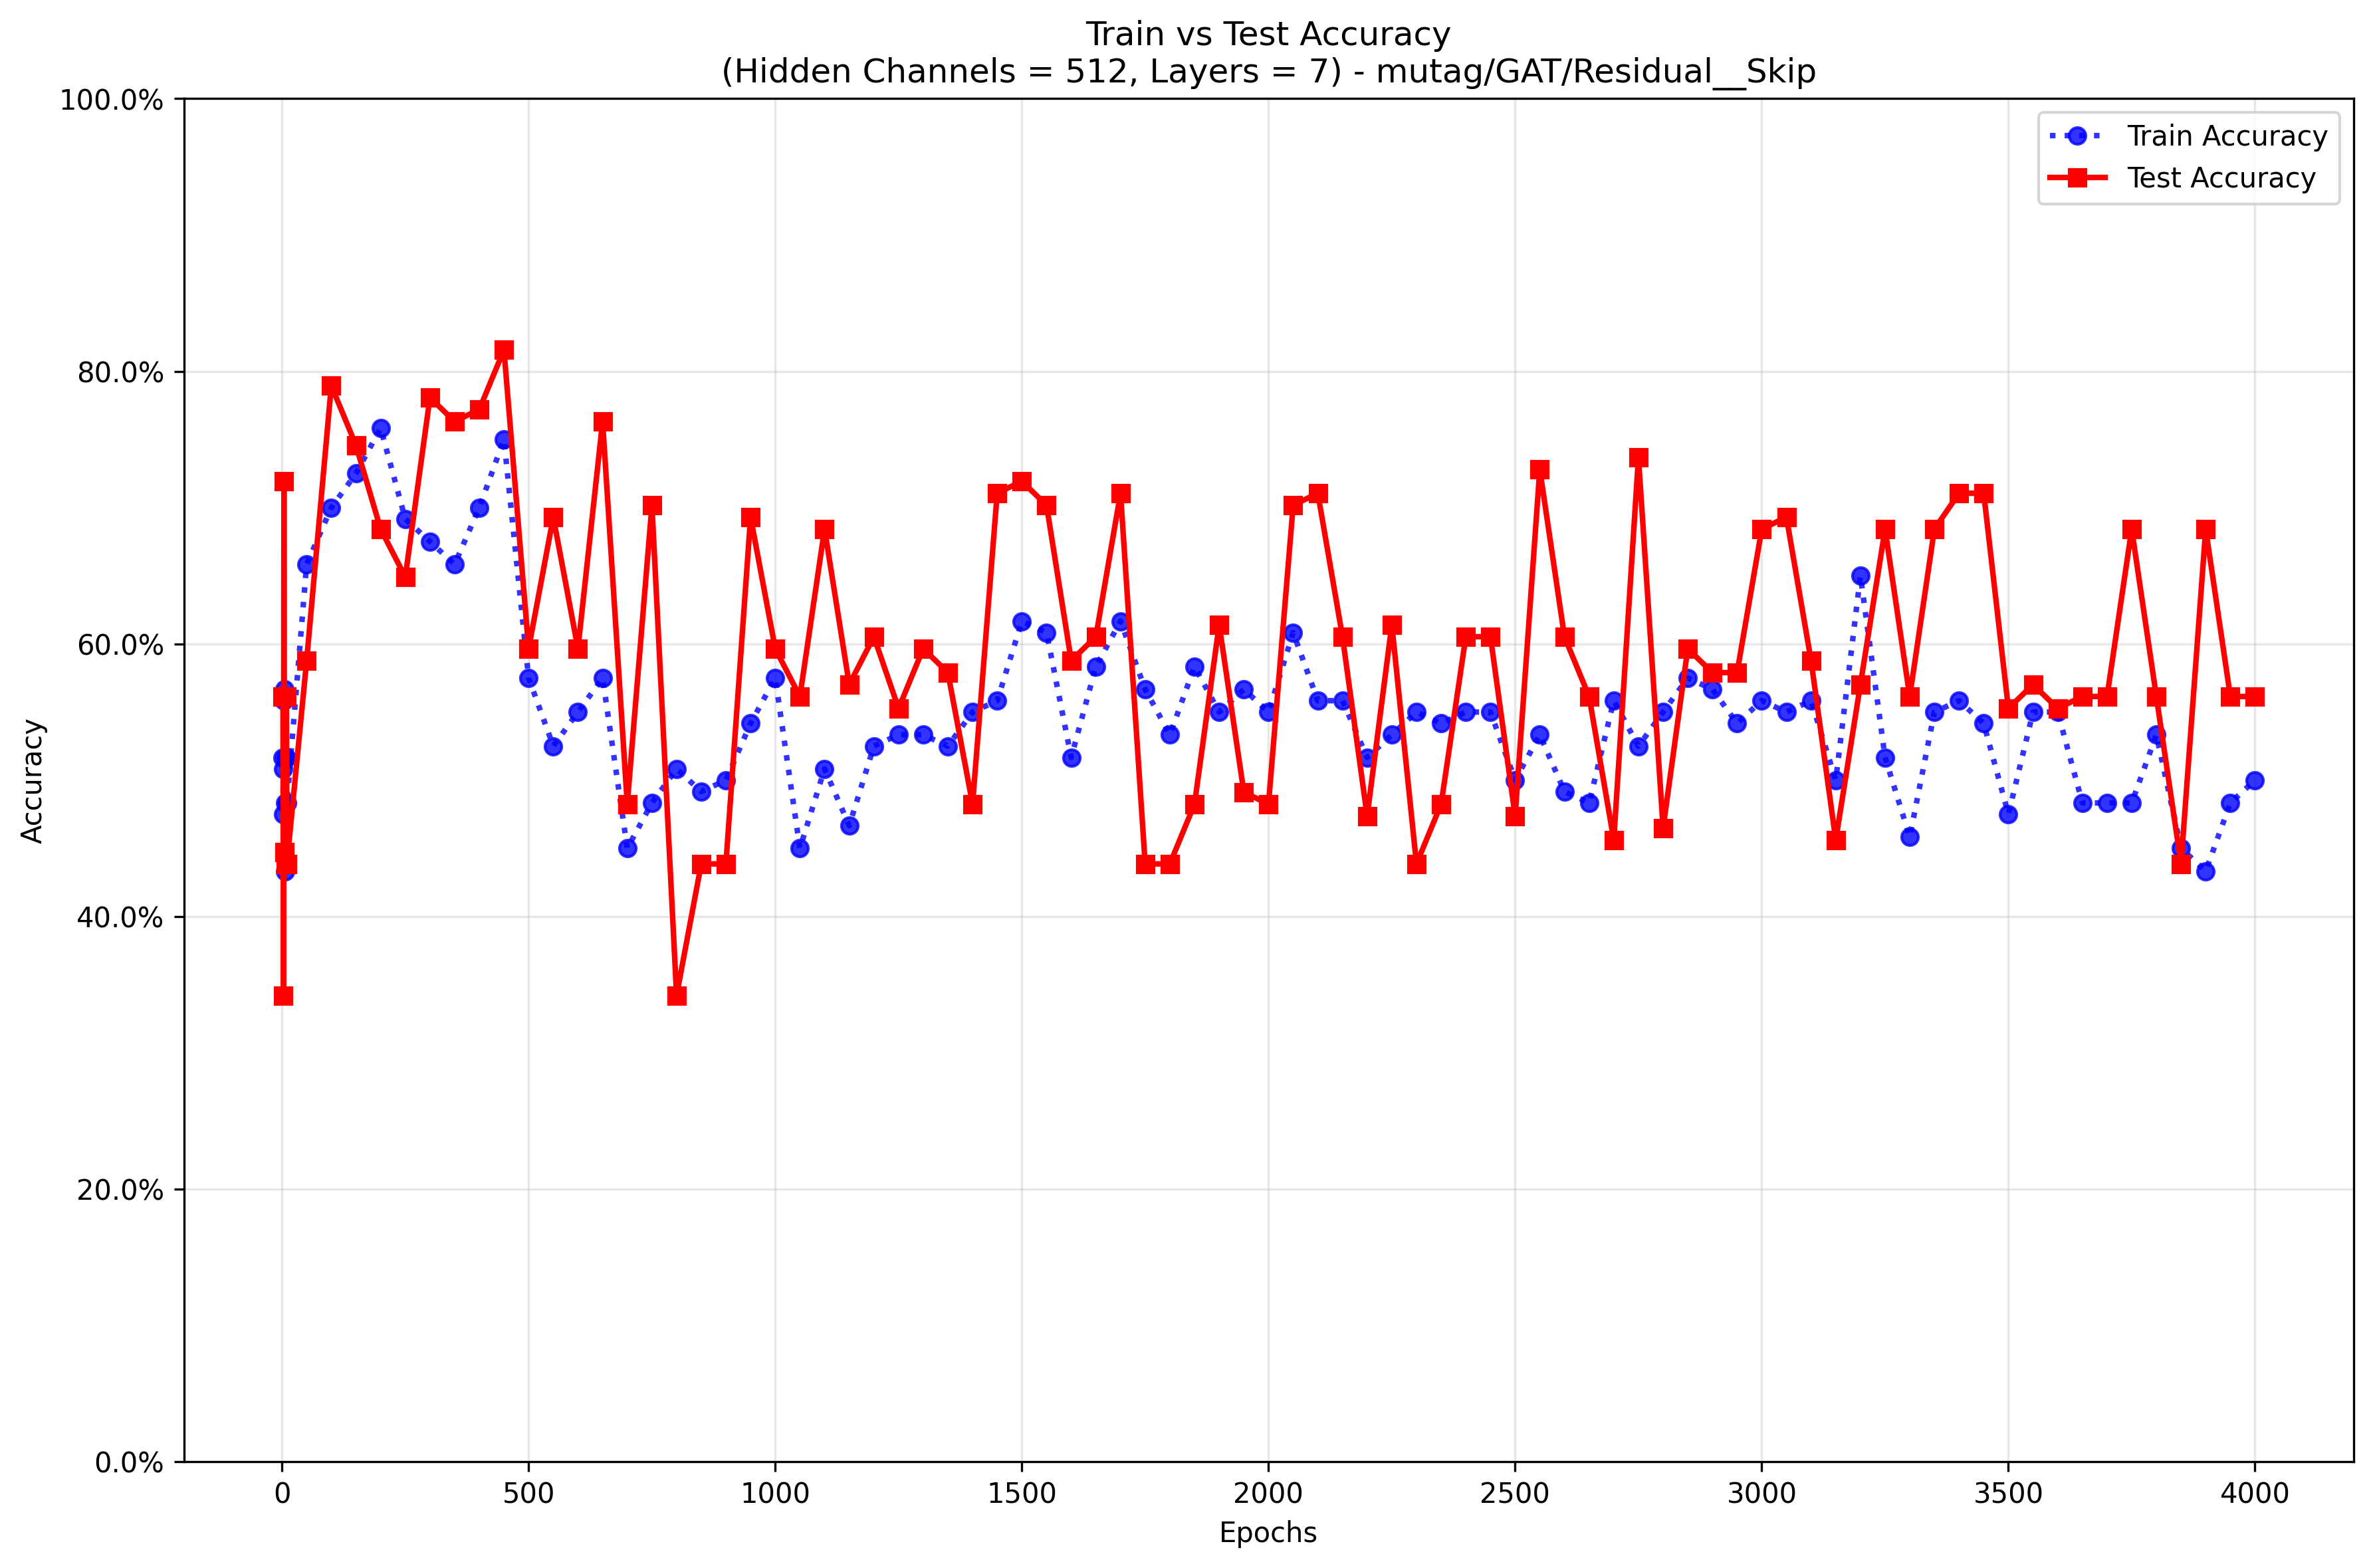 Train vs Test Accuracy
(Hidden Channels = 512, Layers = 7) - mutag/GAT/Residual__Skip
100.0%
80.0%
60.0%
40.0%
20.0%
0.0%
Accuracy
Train Accuracy
Test Accuracy
0 500 1000 1500 2000 2500 3000 3500 4000
Epochs